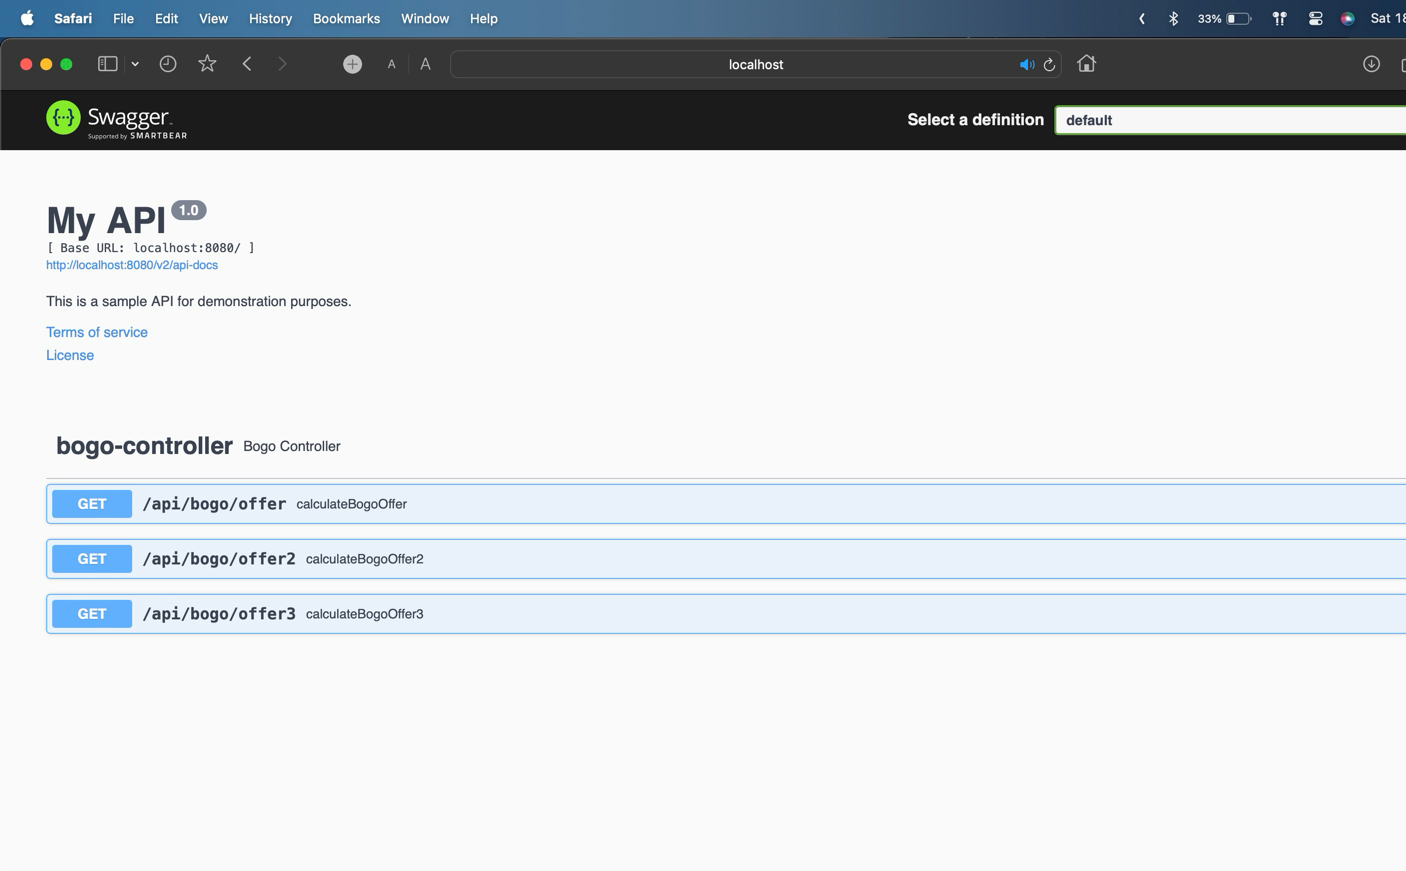 Safari File Edit View History Bookmarks Window Help 33% Sat 18
A A localhost
{···} Swagger™ Select a definition default
Supported by SMARTBEAR
My API 1.0
[ Base URL: localhost:8080/ ]
http://localhost:8080/v2/api-docs
This is a sample API for demonstration purposes.
Terms of service
License
bogo-controller Bogo Controller
GET /api/bogo/offer calculateBogoOffer
GET /api/bogo/offer2 calculateBogoOffer2
GET /api/bogo/offer3 calculateBogoOffer3